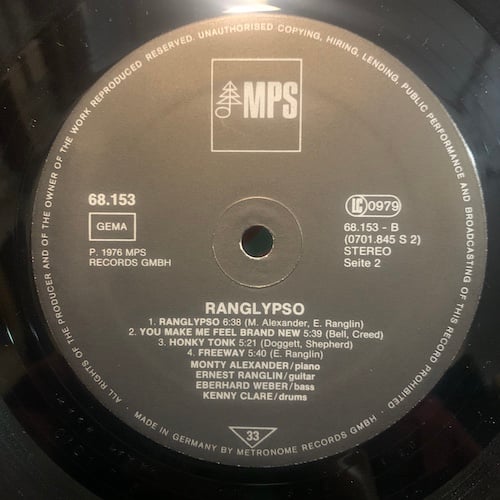 ALL RIGHTS OF THE PRODUCER AND OF THE OWNER OF THE WORK REPRODUCED RESERVED. UNAUTHORISED COPYING, HIRING, LENDING, PUBLIC PERFORMANCE AND BROADCASTING OF THIS RECORD PROHIBITED
MPS
68.153
GEMA
P. 1976 MPS
RECORDS GMBH
LC 0979
68.153 - B
(0701.845 S 2)
STEREO
Seite 2
RANGLYPSO
1. RANGLYPSO 6:38 (M. Alexander, E. Ranglin)
2. YOU MAKE ME FEEL BRAND NEW 5:39 (Bell, Creed)
3. HONKY TONK 5:21 (Doggett, Shepherd)
4. FREEWAY 5:40 (E. Ranglin)
MONTY ALEXANDER/piano
ERNEST RANGLIN/guitar
EBERHARD WEBER/bass
KENNY CLARE/drums
33
MADE IN GERMANY BY METRONOME RECORDS GMBH